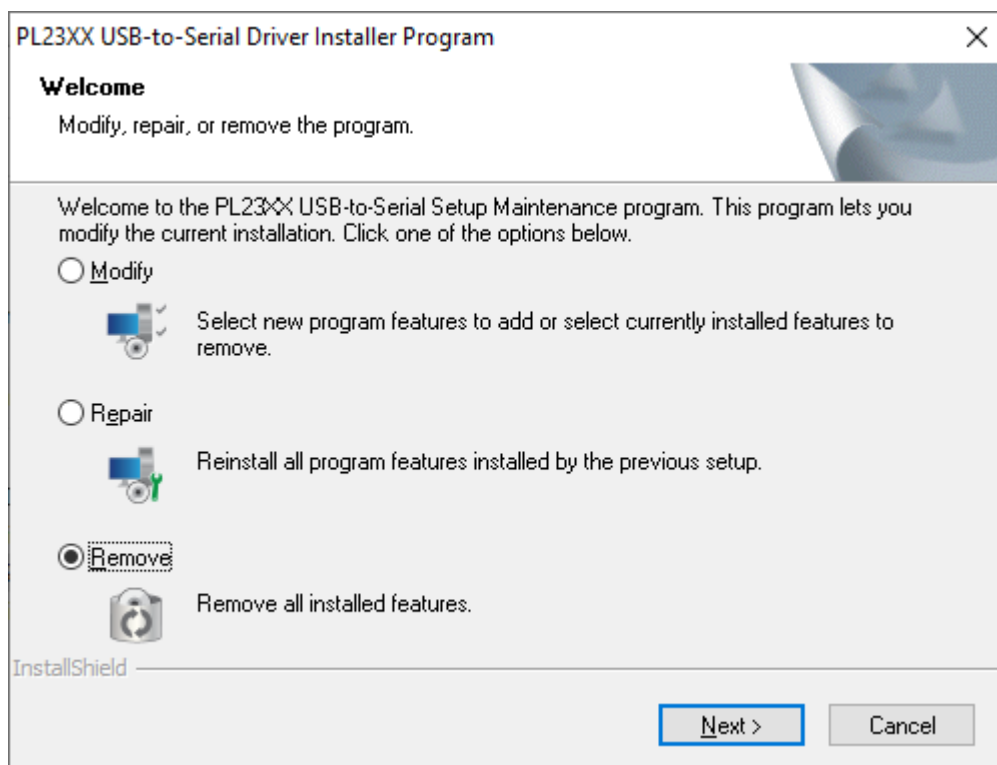 PL23XX USB-to-Serial Driver Installer Program
Welcome
Modify, repair, or remove the program.
Welcome to the PL23XX USB-to-Serial Setup Maintenance program. This program lets you
modify the current installation. Click one of the options below.
Modify
Select new program features to add or select currently installed features to
remove.
Repair
Reinstall all program features installed by the previous setup.
Remove
Remove all installed features.
InstallShield
Next >
Cancel